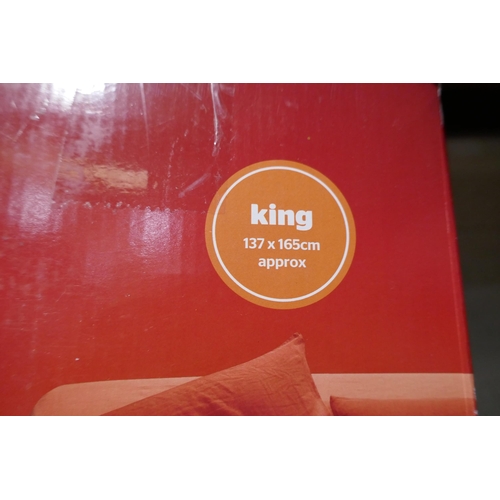 king
137 x 165cm
approx